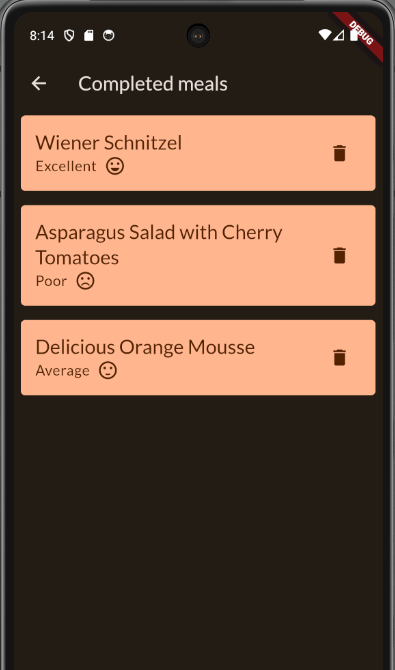 8:14
DEBUG
Completed meals
Wiener Schnitzel
Excellent
Asparagus Salad with Cherry
Tomatoes
Poor
Delicious Orange Mousse
Average